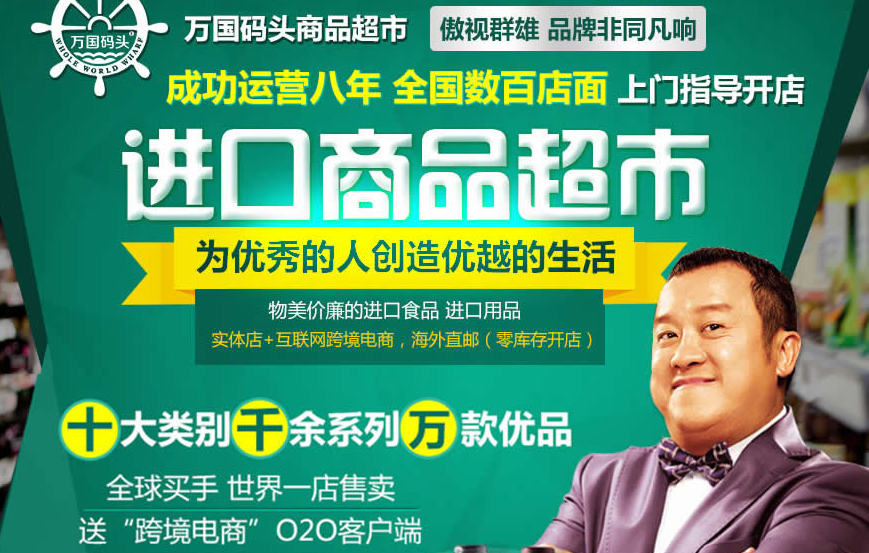 万国码头
WHOLE WORLD WHARF
万国码头商品超市
傲视群雄 品牌非同凡响
成功运营八年 全国数百店面 上门指导开店
进口商品超市
为优秀的人创造优越的生活
物美价廉的进口食品 进口用品
实体店+互联网跨境电商，海外直邮（零库存开店）
十大类别千余系列万款优品
全球买手 世界一店售卖
送“跨境电商”O2O客户端